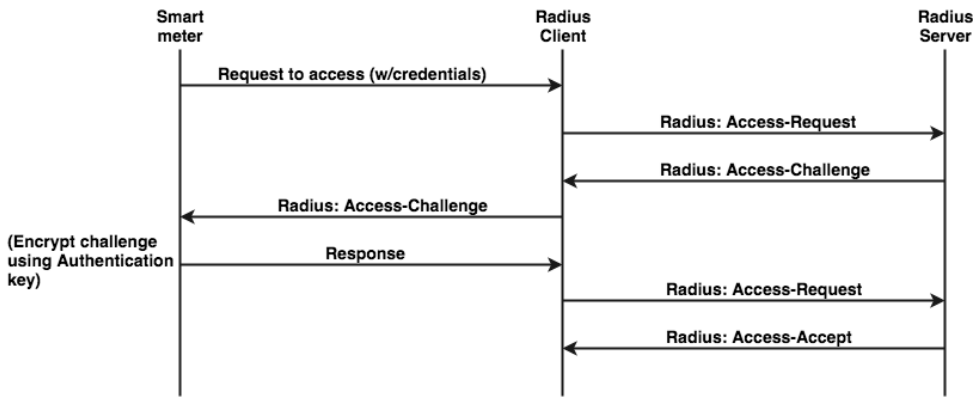 Smart
meter
Radius
Client
Radius
Server
Request to access (w/credentials)
Radius: Access-Request
Radius: Access-Challenge
Radius: Access-Challenge
(Encrypt challenge
using Authentication
key)
Response
Radius: Access-Request
Radius: Access-Accept